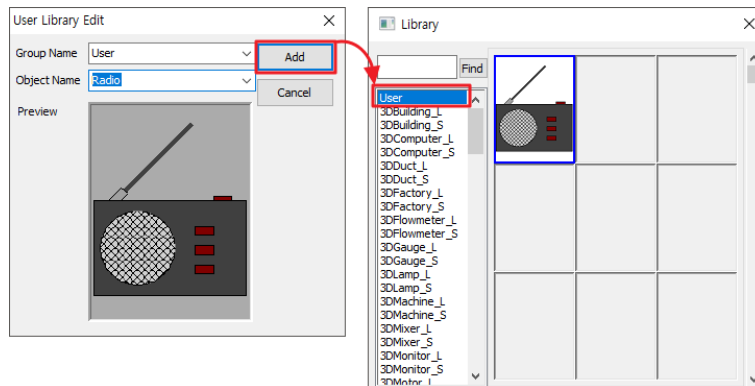 User Library Edit
Group Name User
Add
Object Name Radio
Cancel
Preview
Library
Find
User
3DBuilding_L
3DBuilding_S
3DComputer_L
3DComputer_S
3DDuct_L
3DDuct_S
3DFactory_L
3DFactory_S
3DFlowmeter_L
3DFlowmeter_S
3DGauge_L
3DGauge_S
3DLamp_L
3DLamp_S
3DMachine_L
3DMachine_S
3DMixer_L
3DMixer_S
3DMonitor_L
3DMonitor_S
3DMotor_L